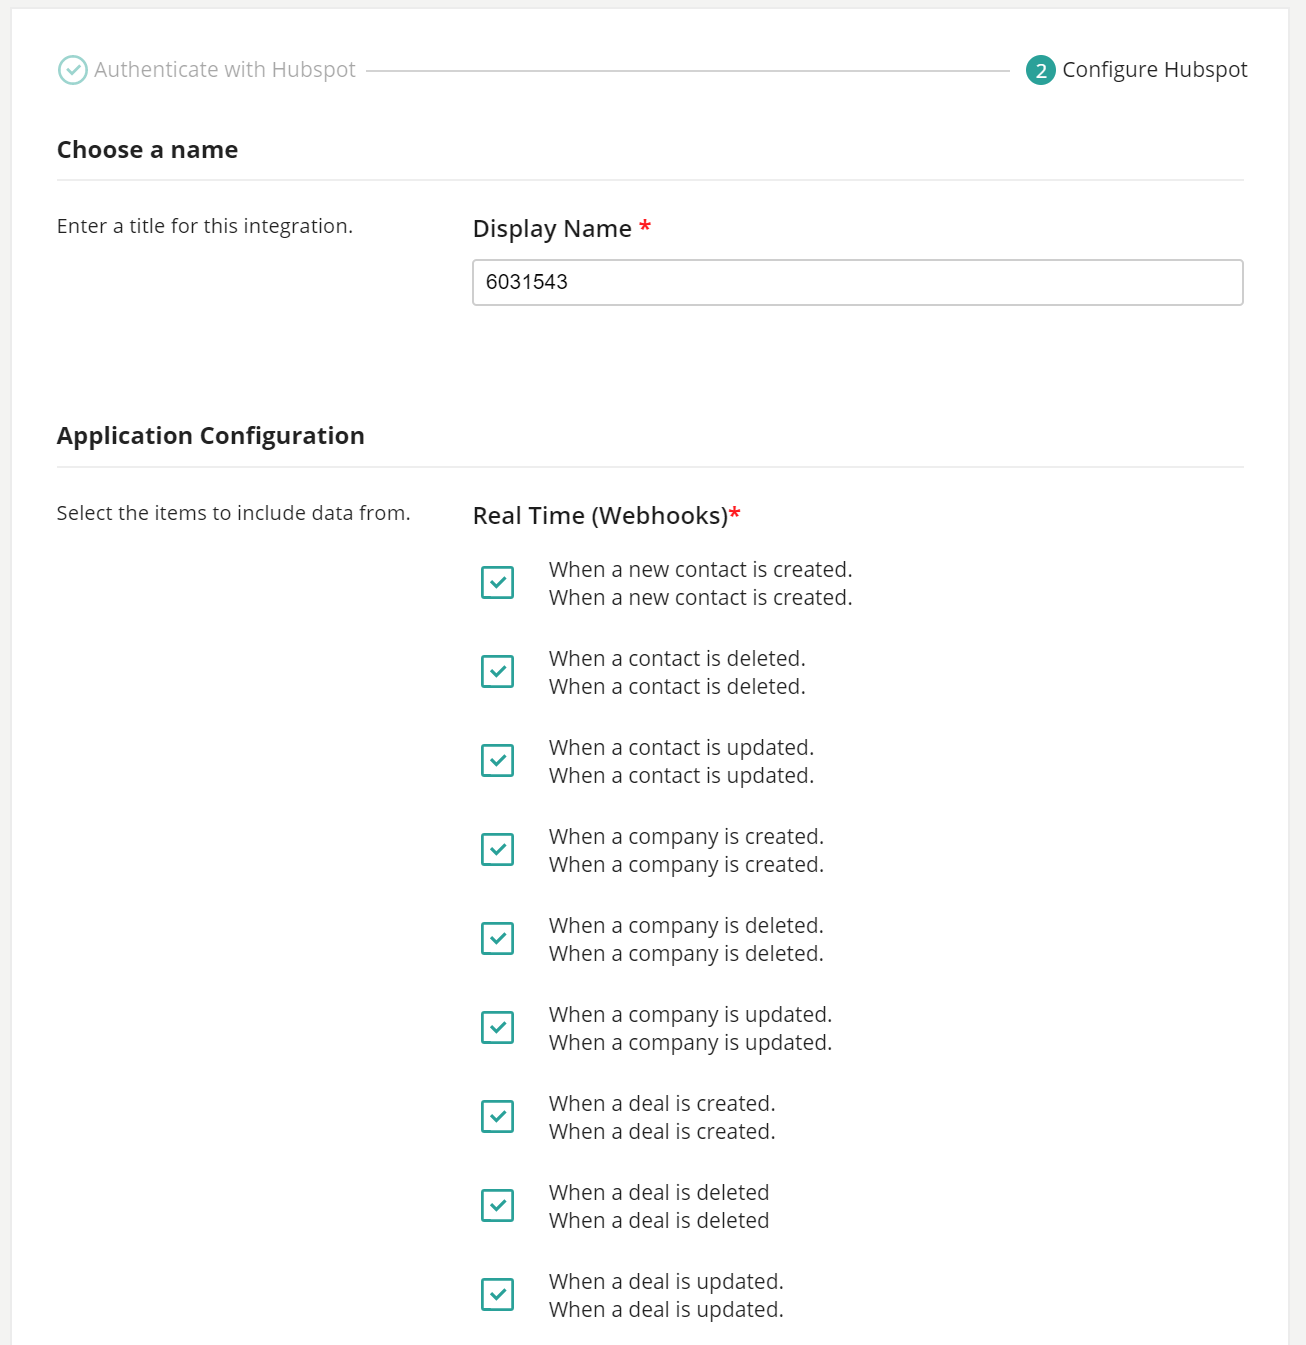 Authenticate with Hubspot
2 Configure Hubspot
Choose a name
Enter a title for this integration.
Display Name *
6031543
Application Configuration
Select the items to include data from.
Real Time (Webhooks)*
When a new contact is created.
When a new contact is created.
When a contact is deleted.
When a contact is deleted.
When a contact is updated.
When a contact is updated.
When a company is created.
When a company is created.
When a company is deleted.
When a company is deleted.
When a company is updated.
When a company is updated.
When a deal is created.
When a deal is created.
When a deal is deleted
When a deal is deleted
When a deal is updated.
When a deal is updated.